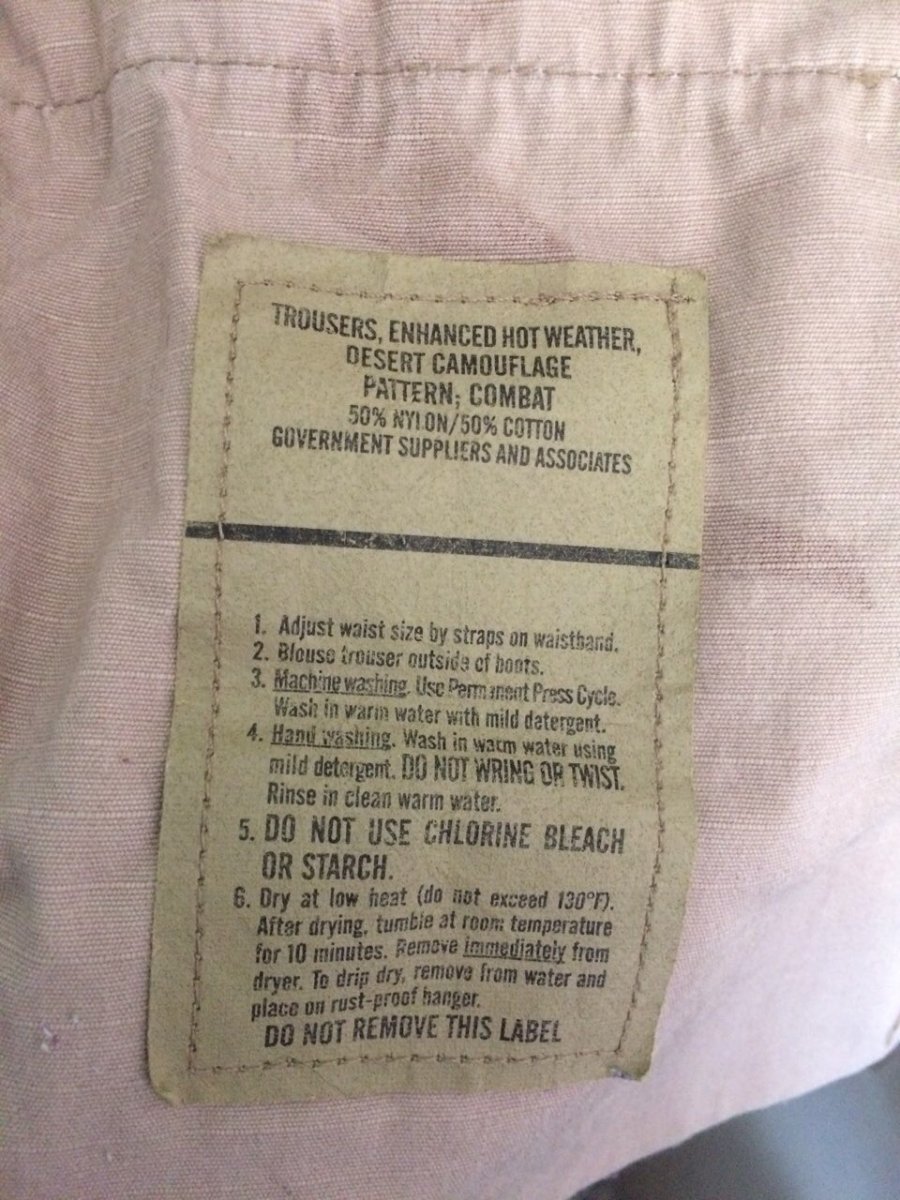 TROUSERS, ENHANCED HOT WEATHER,
DESERT CAMOUFLAGE
PATTERN; COMBAT
50% NYLON/50% COTTON
GOVERNMENT SUPPLIERS AND ASSOCIATES
1. Adjust waist size by straps on waistband.
2. Blouse trouser outside of boots.
3. Machine washing. Use Permanent Press Cycle.
Wash in warm water with mild detergent.
4. Hand washing. Wash in warm water using
mild detergent. DO NOT WRING OR TWIST.
Rinse in clean warm water.
5. DO NOT USE CHLORINE BLEACH
OR STARCH.
6. Dry at low heat (do not exceed 130°F).
After drying, tumble at room temperature
for 10 minutes. Remove immediately from
dryer. To drip dry, remove from water and
place on rust-proof hanger.
DO NOT REMOVE THIS LABEL